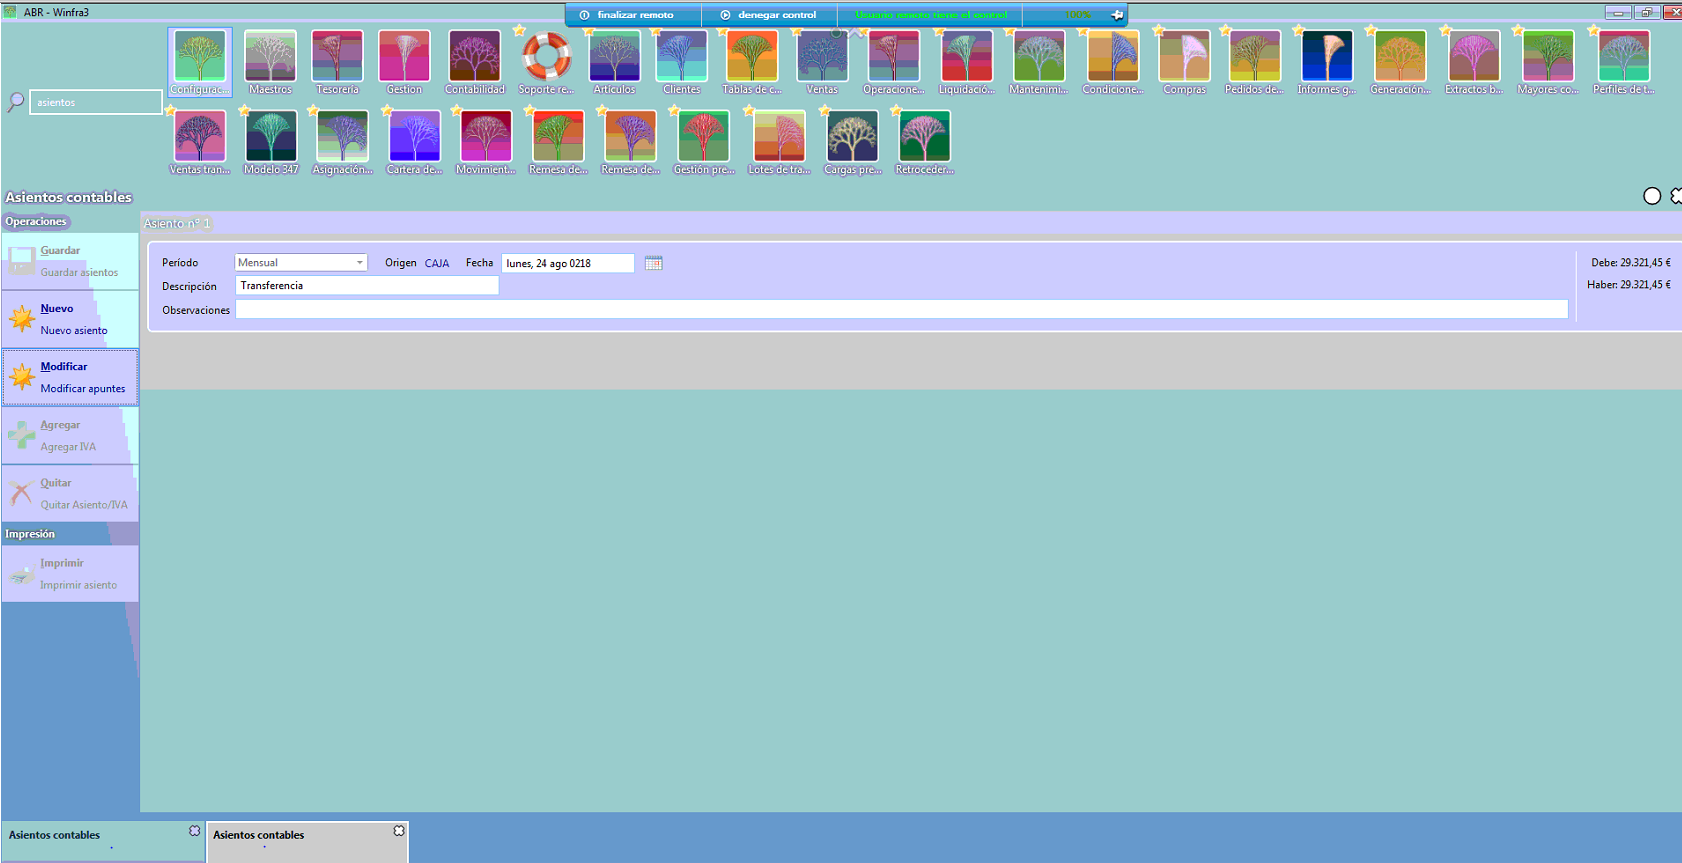 ABR - Winfra3
finalizar remoto
denegar control
Usuario remoto tiene el control
100%
asientos
Configurac...
Maestros
Tesorería
Gestion
Contabilidad
Soporte re...
Artículos
Clientes
Tablas de c...
Ventas
Operacione...
Liquidació...
Mantenimi...
Condicione...
Compras
Pedidos de...
Informes g...
Generación...
Extractos b...
Mayores co...
Perfiles de t...
Ventas tran...
Modelo 347
Asignación...
Cartera de...
Movimient...
Remesa de...
Remesa de...
Gestión pre...
Lotes de tra...
Cargas pre...
Retroceder...
Asientos contables
Operaciones
Guardar
Guardar asientos
Nuevo
Nuevo asiento
Modificar
Modificar apuntes
Agregar
Agregar IVA
Quitar
Quitar Asiento/IVA
Impresión
Imprimir
Imprimir asiento
Asiento nº 1
Período Mensual Origen CAJA Fecha lunes, 24 ago 0218
Descripción Transferencia
Observaciones
Debe: 29.321,45 €
Haber: 29.321,45 €
Asientos contables
Asientos contables